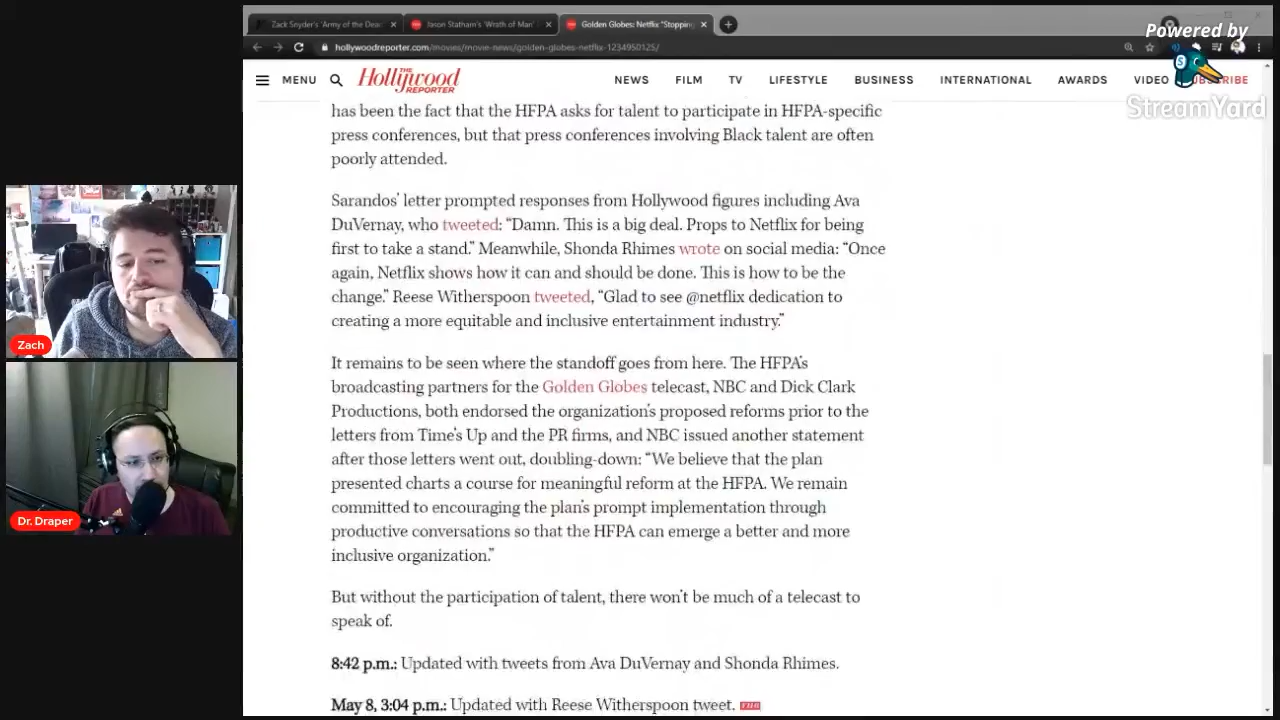 Zack Snyder's 'Army of the Dea
Jason Statham's 'Wrath of Man'
Golden Globes: Netflix "Stopping
Powered by
hollywoodreporter.com/movies/movie-news/golden-globes-netflix-1234950125/
MENU
THE
Hollywood
REPORTER
NEWS
FILM
TV
LIFESTYLE
BUSINESS
INTERNATIONAL
AWARDS
VIDEO
S
StreamYard
has been the fact that the HFPA asks for talent to participate in HFPA-specific
press conferences, but that press conferences involving Black talent are often
poorly attended.
Sarandos' letter prompted responses from Hollywood figures including Ava
DuVernay, who tweeted: “Damn. This is a big deal. Props to Netflix for being
first to take a stand.” Meanwhile, Shonda Rhimes wrote on social media: “Once
again, Netflix shows how it can and should be done. This is how to be the
change.” Reese Witherspoon tweeted, “Glad to see @netflix dedication to
creating a more equitable and inclusive entertainment industry.”
It remains to be seen where the standoff goes from here. The HFPA's
broadcasting partners for the Golden Globes telecast, NBC and Dick Clark
Productions, both endorsed the organization's proposed reforms prior to the
letters from Time's Up and the PR firms, and NBC issued another statement
after those letters went out, doubling-down: “We believe that the plan
presented charts a course for meaningful reform at the HFPA. We remain
committed to encouraging the plan's prompt implementation through
productive conversations so that the HFPA can emerge a better and more
inclusive organization.”
But without the participation of talent, there won't be much of a telecast to
speak of.
8:42 p.m.: Updated with tweets from Ava DuVernay and Shonda Rhimes.
May 8, 3:04 p.m.: Updated with Reese Witherspoon tweet. THR
Zach
Dr. Draper